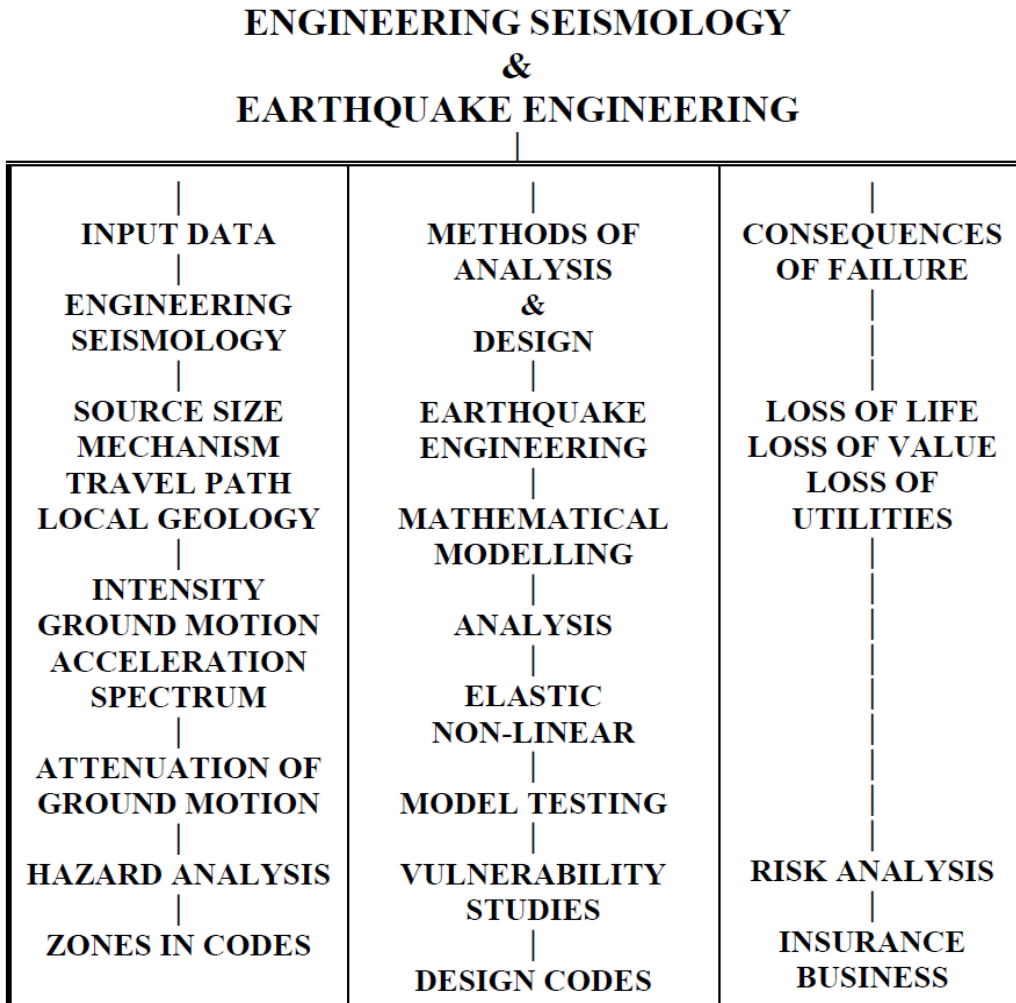 ENGINEERING SEISMOLOGY
&
EARTHQUAKE ENGINEERING
INPUT DATA
ENGINEERING
SEISMOLOGY
SOURCE SIZE
MECHANISM
TRAVEL PATH
LOCAL GEOLOGY
INTENSITY
GROUND MOTION
ACCELERATION
SPECTRUM
ATTENUATION OF
GROUND MOTION
HAZARD ANALYSIS
ZONES IN CODES
METHODS OF
ANALYSIS
&
DESIGN
EARTHQUAKE
ENGINEERING
MATHEMATICAL
MODELLING
ANALYSIS
ELASTIC
NON-LINEAR
MODEL TESTING
VULNERABILITY
STUDIES
DESIGN CODES
CONSEQUENCES
OF FAILURE
LOSS OF LIFE
LOSS OF VALUE
LOSS OF
UTILITIES
RISK ANALYSIS
INSURANCE
BUSINESS